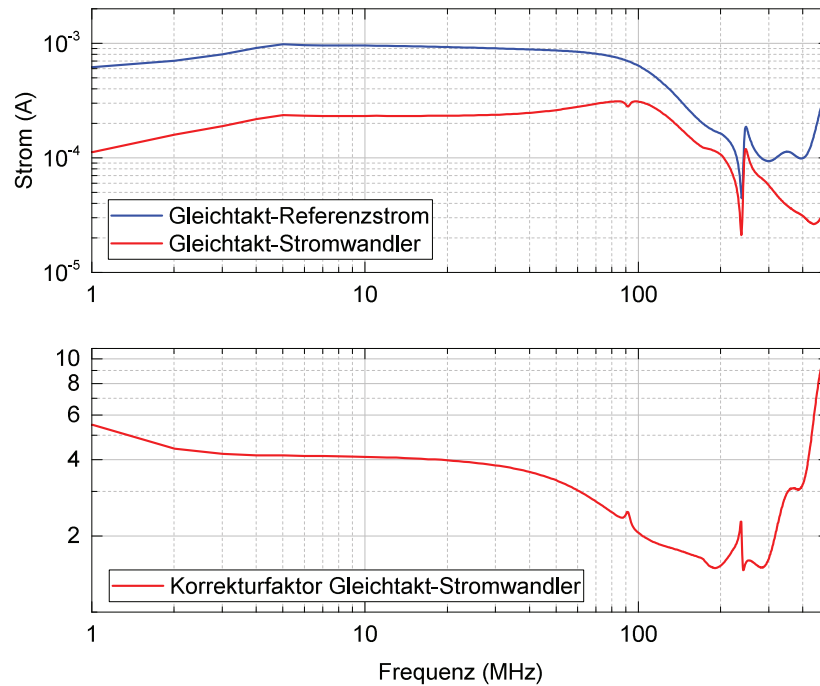 10⁻³
10⁻⁴
10⁻⁵
Strom (A)
Gleichtakt-Referenzstrom
Gleichtakt-Stromwandler
1
10
100
10
8
6
4
2
Korrekturfaktor Gleichtakt-Stromwandler
1
10
100
Frequenz (MHz)